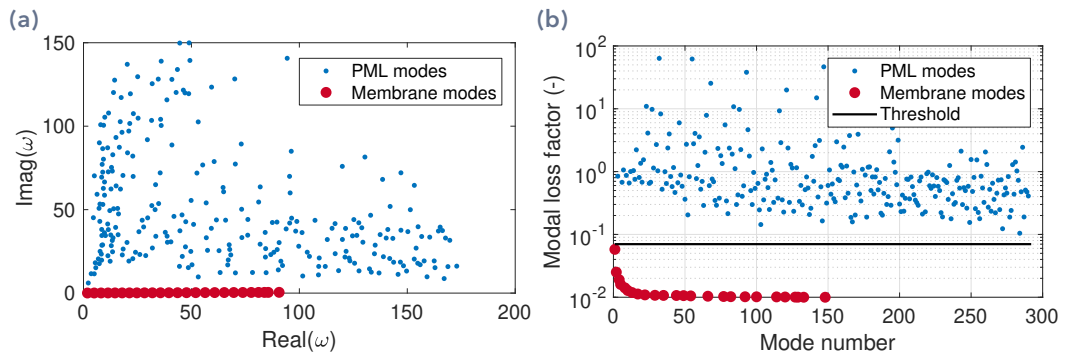 (a)
150
100
50
0
Imag(ω)
0 50 100 150 200
Real(ω)
PML modes
Membrane modes
(b)
10^2
10^1
10^0
10^-1
10^-2
Modal loss factor (-)
0 50 100 150 200 250 300
Mode number
PML modes
Membrane modes
Threshold